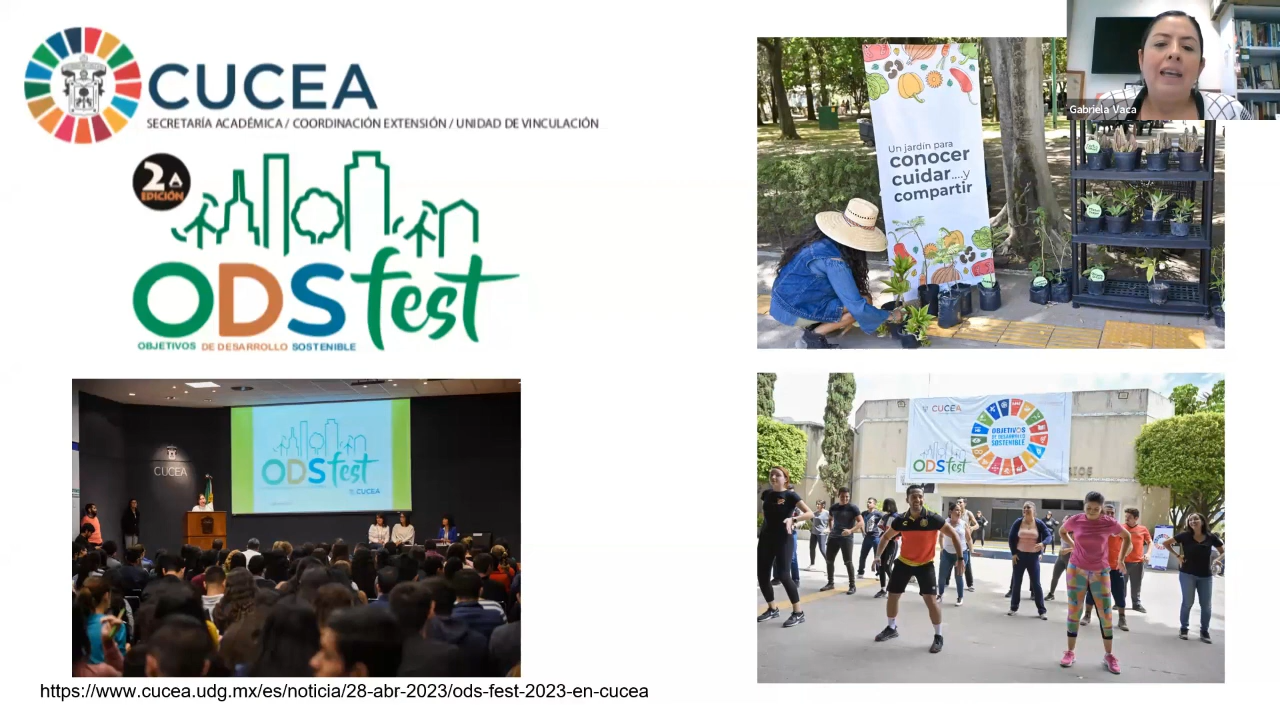 CUCEA
SECRETARÍA ACADÉMICA / COORDINACIÓN EXTENSIÓN / UNIDAD DE VINCULACIÓN
2ª
EDICIÓN
ODSfest
OBJETIVOS DE DESARROLLO SOSTENIBLE
Gabriela Vaca
Un jardín para
conocer
cuidar....y
compartir
CUCEA
ODSfest
CUCEA
CUCEA
OBJETIVOS
DE DESARROLLO
SOSTENIBLE
ODSfest
https://www.cucea.udg.mx/es/noticia/28-abr-2023/ods-fest-2023-en-cucea